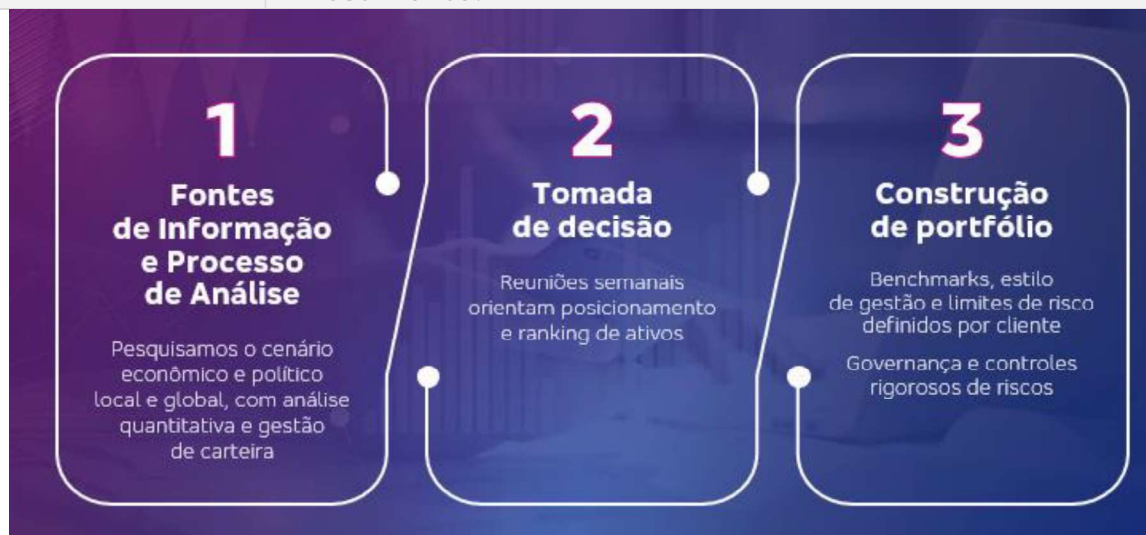 1
Fontes
de Informação
e Processo
de Análise
Pesquisamos o cenário
econômico e político
local e global, com análise
quantitativa e gestão
de carteira
2
Tomada
de decisão
Reuniões semanais
orientam posicionamento
e ranking de ativos
3
Construção
de portfólio
Benchmarks, estilo
de gestão e limites de risco
definidos por cliente
Governança e controles
rigorosos de riscos